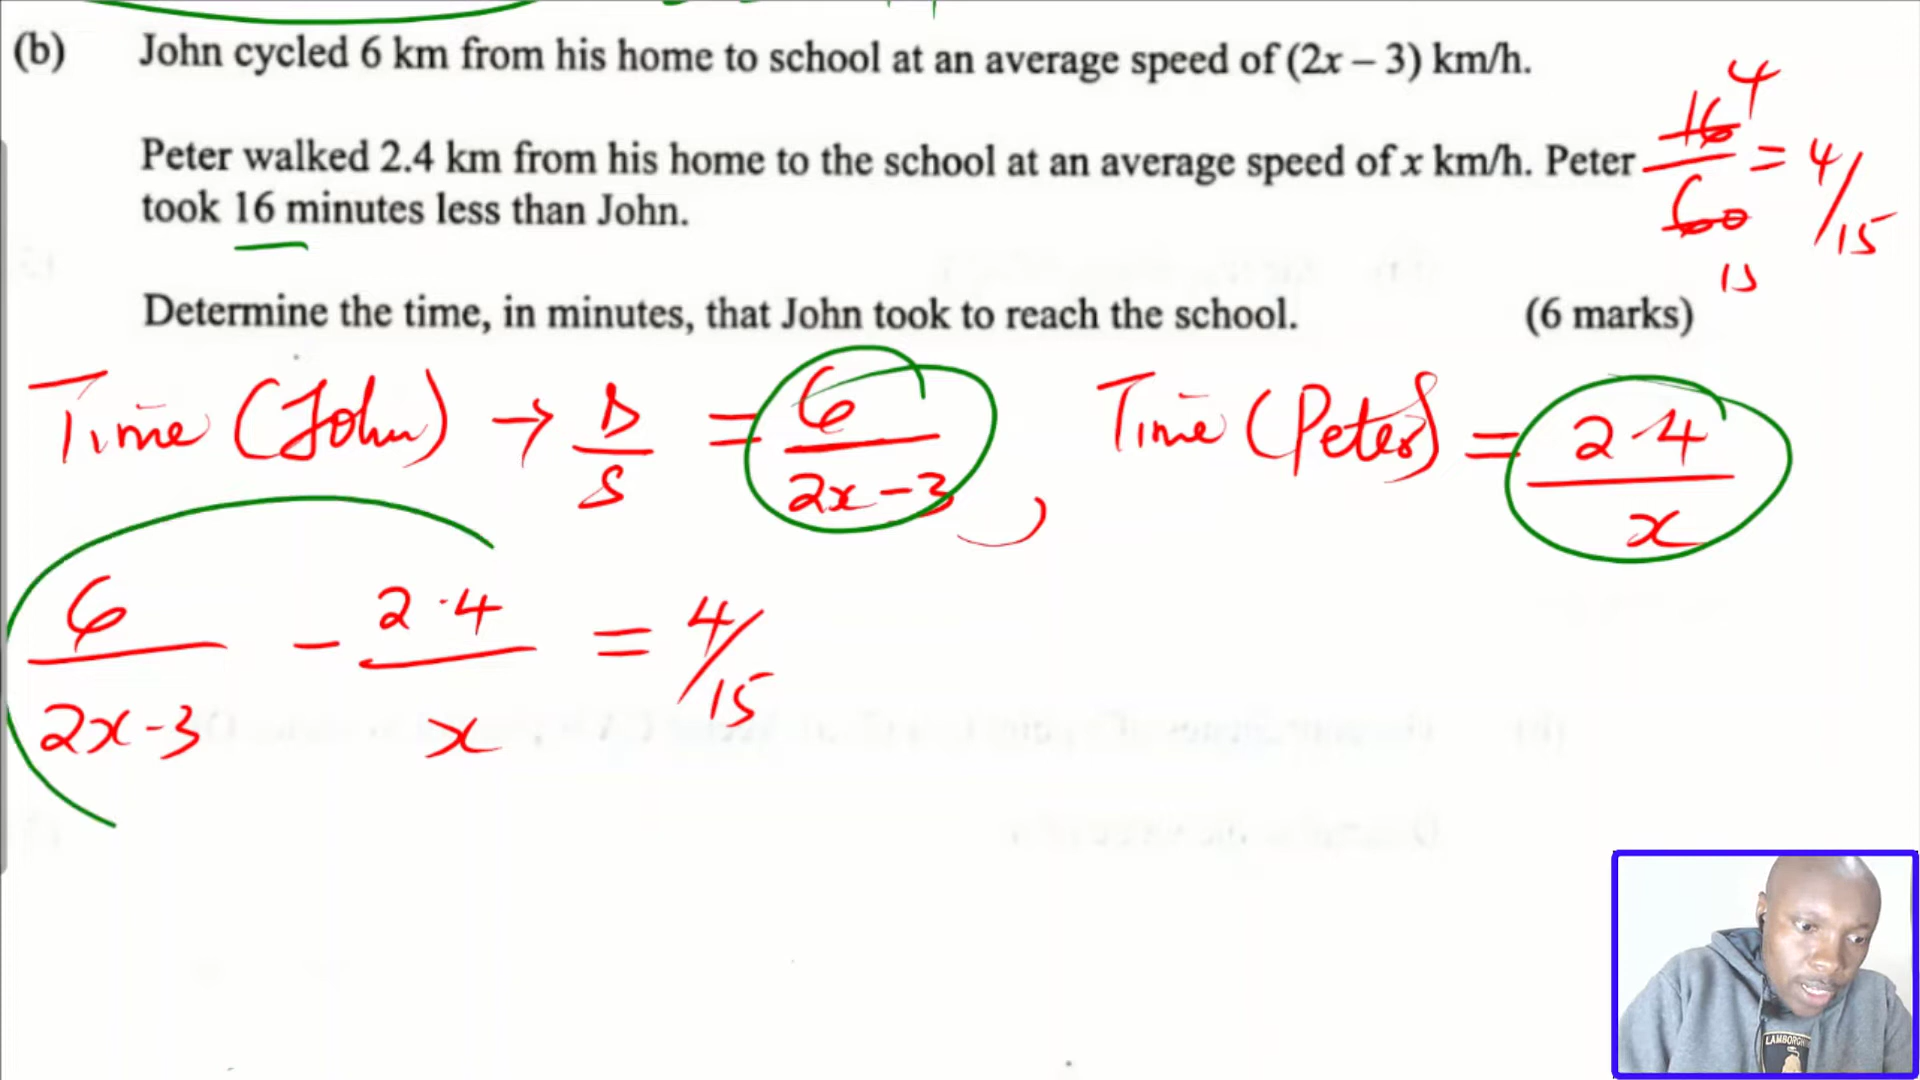 (b) John cycled 6 km from his home to school at an average speed of (2x – 3) km/h.
Peter walked 2.4 km from his home to the school at an average speed of x km/h. Peter
took 16 minutes less than John.
16/60 = 4/15
4
15
Determine the time, in minutes, that John took to reach the school. (6 marks)
Time (John) → D/S = 6/2x-3 , Time (Peter) = 2.4/x
6/2x-3 - 2.4/x = 4/15